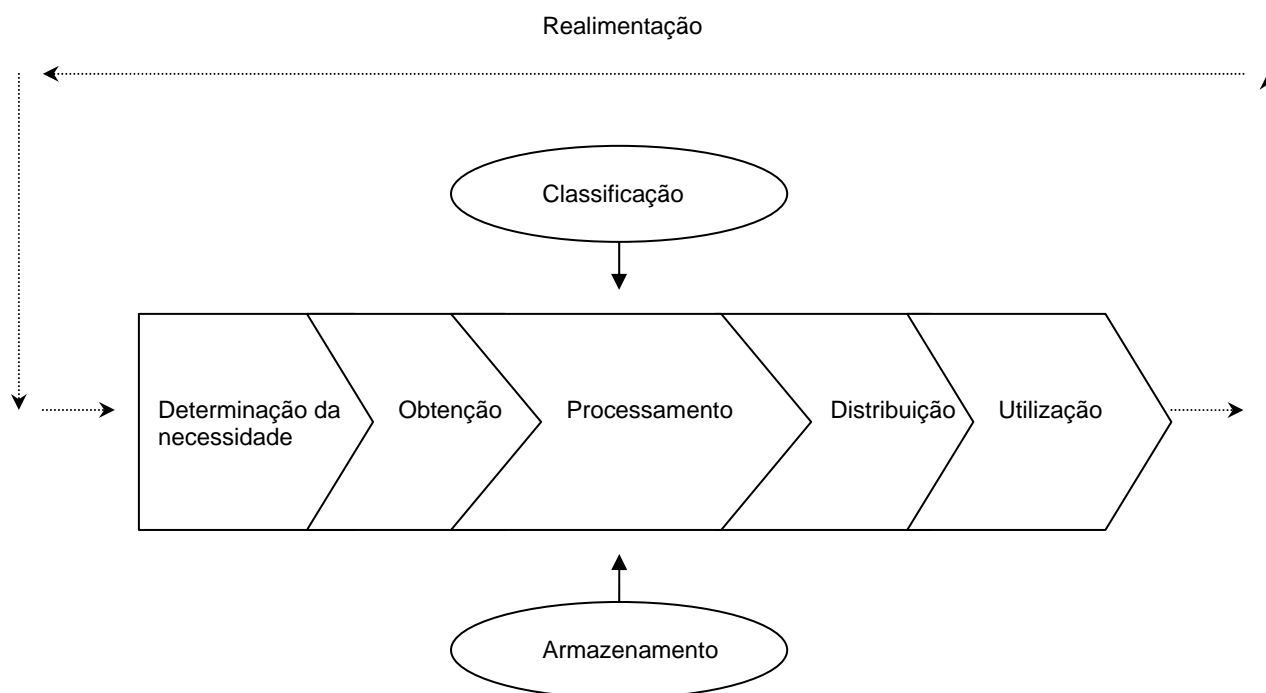 Realimentação
Classificação
Determinação da
necessidade
Obtenção
Processamento
Distribuição
Utilização
Armazenamento